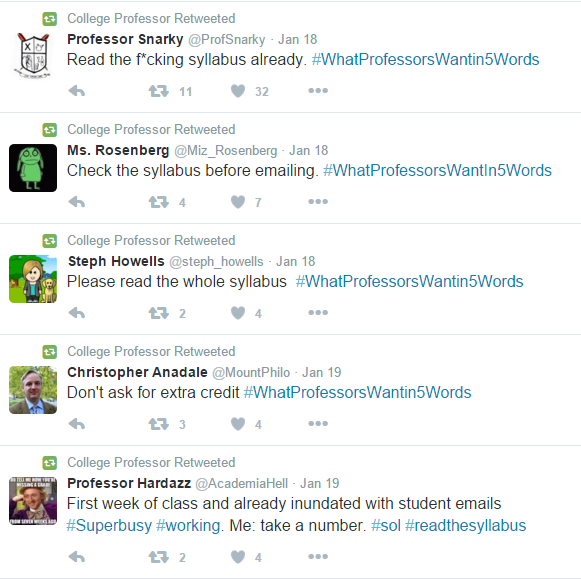 College Professor Retweeted
Professor Snarky @ProfSnarky · Jan 18
Read the f*cking syllabus already. #WhatProfessorsWantin5Words
11 32
College Professor Retweeted
Ms. Rosenberg @Miz_Rosenberg · Jan 18
Check the syllabus before emailing. #WhatProfessorsWantIn5Words
4 7
College Professor Retweeted
Steph Howells @steph_howells · Jan 18
Please read the whole syllabus #WhatProfessorsWantin5Words
2 4
College Professor Retweeted
Christopher Anadale @MountPhilo · Jan 19
Don't ask for extra credit #WhatProfessorsWantin5Words
3 4
College Professor Retweeted
Professor Hardazz @AcademiaHell · Jan 19
First week of class and already inundated with student emails
#Superbusy #working. Me: take a number. #sol #readthesyllabus
2 4